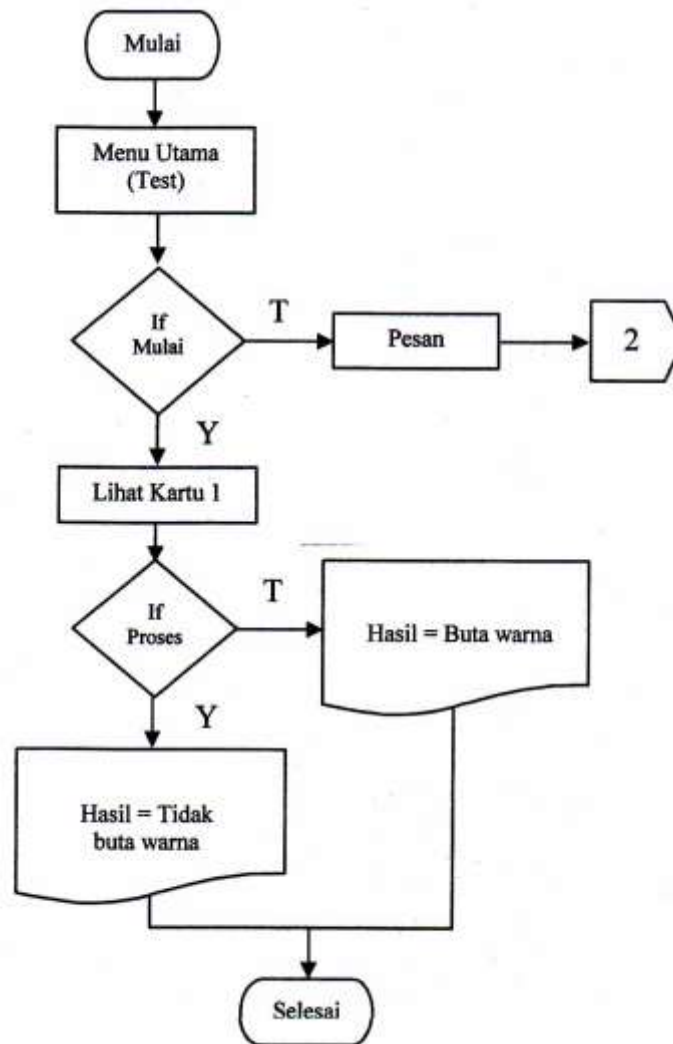 Mulai
Menu Utama
(Test)
If
Mulai
T
Pesan
2
Y
Lihat Kartu 1
If
Proses
T
Hasil = Buta warna
Y
Hasil = Tidak
buta warna
Selesai